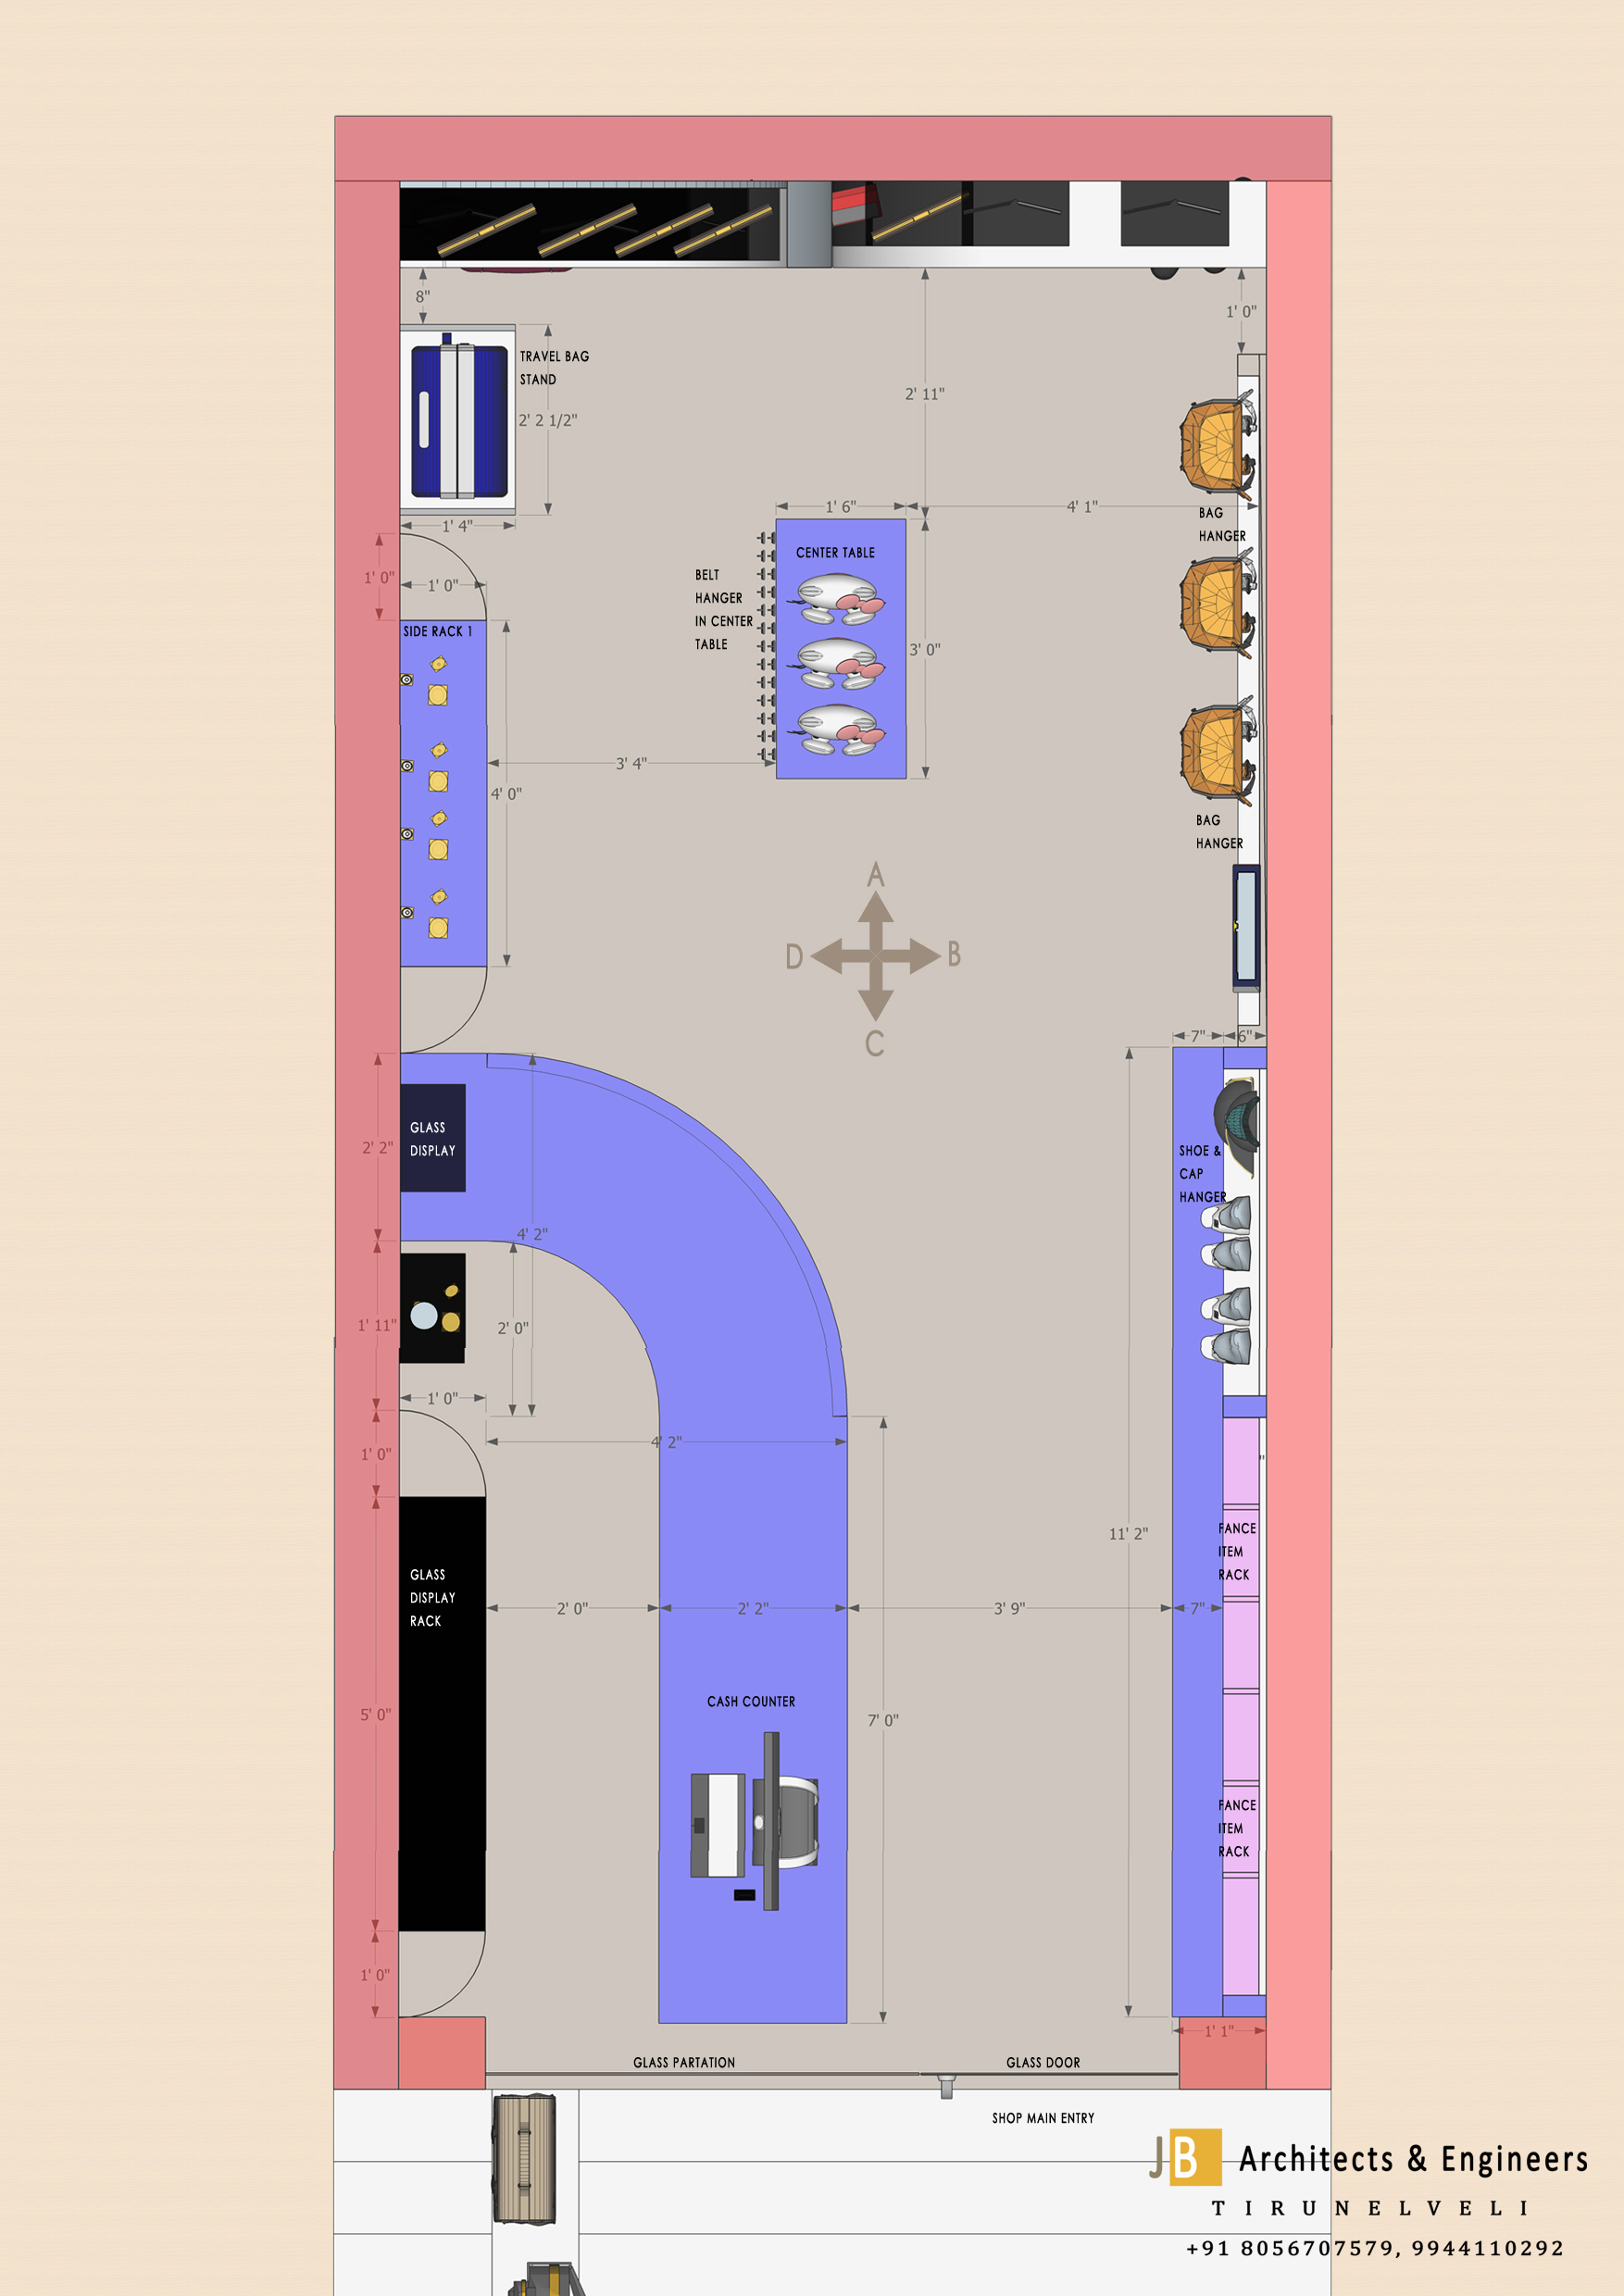 8"
1' 0"
TRAVEL BAG
STAND
2' 2 1/2"
2' 11"
1' 4"
1' 6"
4' 1"
BAG
HANGER
1' 0"
1' 0"
CENTER TABLE
BELT
HANGER
IN CENTER
TABLE
SIDE RACK 1
3' 0"
3' 4"
4' 0"
BAG
HANGER
A
D
B
C
7"
6"
GLASS
DISPLAY
2' 2"
SHOE &
CAP
HANGER
4' 2"
1' 11"
2' 0"
1' 0"
4' 2"
1' 0"
"
11' 2"
FANCE
ITEM
RACK
GLASS
DISPLAY
RACK
2' 0"
2' 2"
3' 9"
7"
CASH COUNTER
5' 0"
7' 0"
FANCE
ITEM
RACK
1' 0"
1' 1"
GLASS PARTATION
GLASS DOOR
SHOP MAIN ENTRY
JB Architects & Engineers
TIRUNELVELI
+91 8056707579, 9944110292